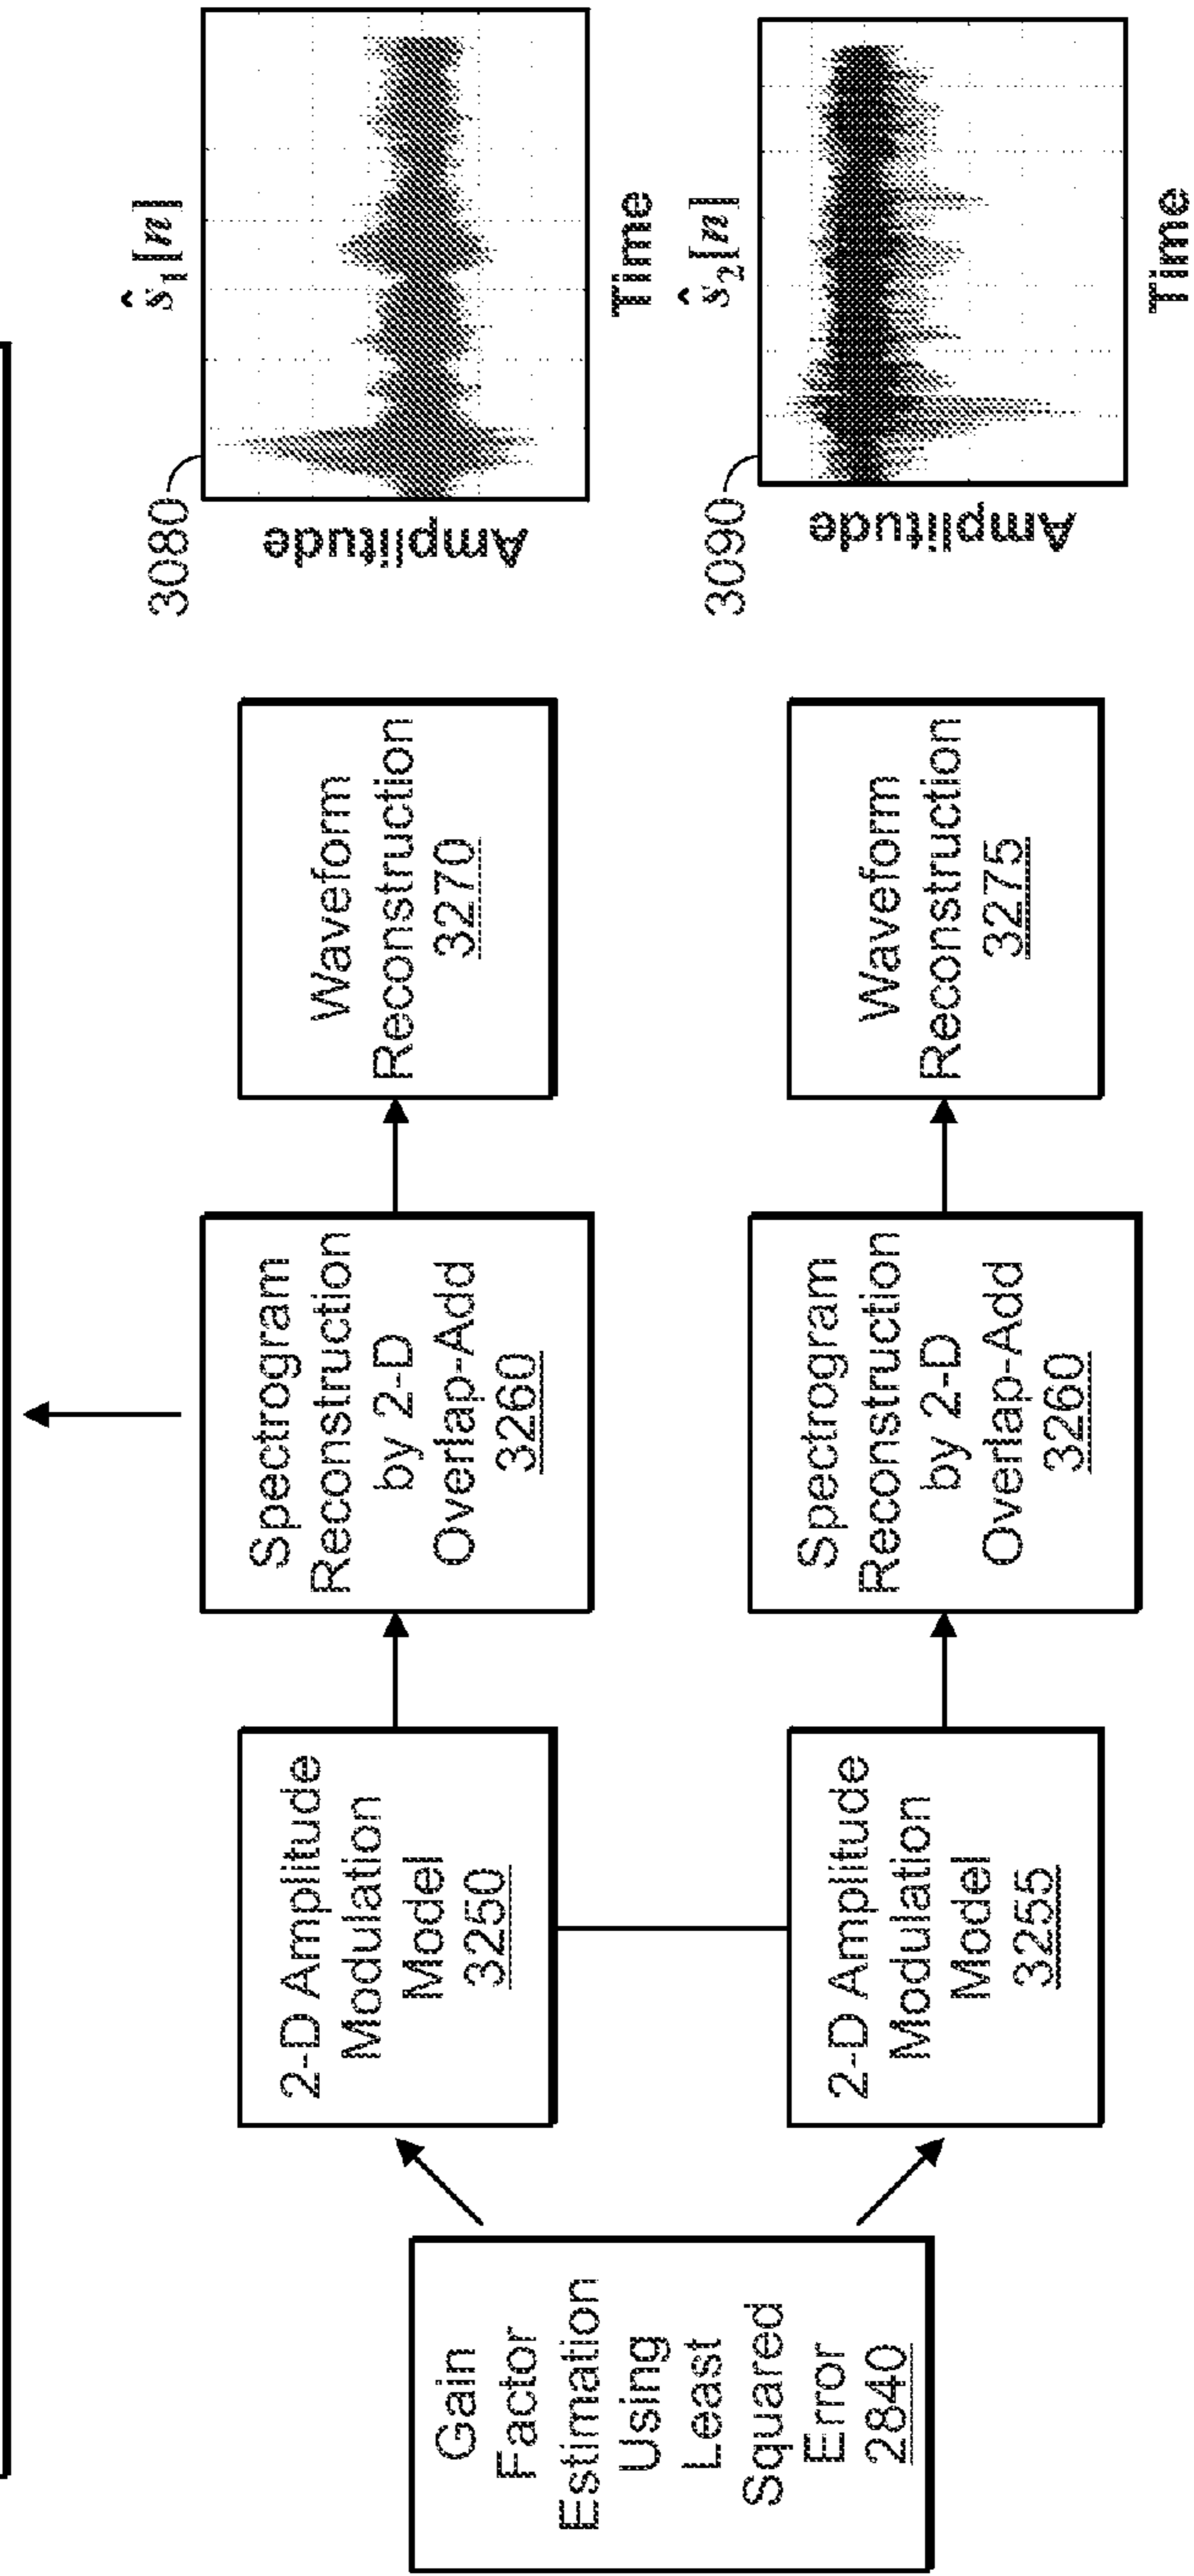 Gain
Factor
Estimation
Using
Least
Squared
Error
2840
2-D Amplitude
Modulation
Model
3250
Spectrogram
Reconstruction
by 2-D
Overlap-Add
3260
Waveform
Reconstruction
3270
3080
ŝ₁[n]
Amplitude
Time
2-D Amplitude
Modulation
Model
3255
Spectrogram
Reconstruction
by 2-D
Overlap-Add
3260
Waveform
Reconstruction
3275
3090
ŝ₂[n]
Amplitude
Time